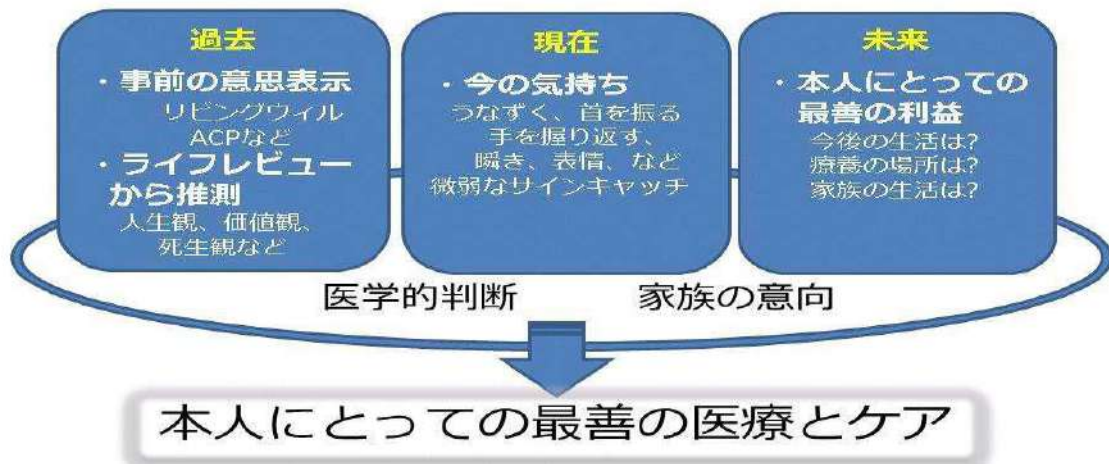 過去
・事前の意思表示
リビングウィル
ACPなど
・ライフレビュー
から推測
人生観、価値観、
死生観など
現在
・今の気持ち
うなずく、首を振る
手を握り返す、
瞬き、表情、など
微弱なサインキャッチ
未来
・本人にとっての
最善の利益
今後の生活は?
療養の場所は?
家族の生活は?
医学的判断
家族の意向
本人にとっての最善の医療とケア